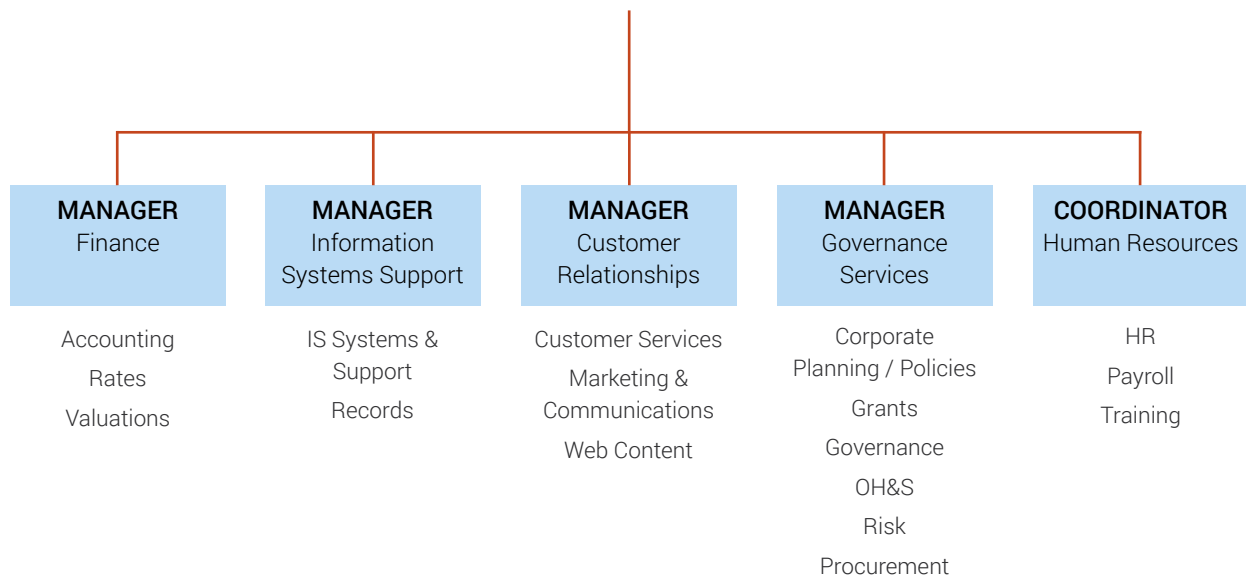 MANAGER
Finance
Accounting
Rates
Valuations
MANAGER
Information
Systems Support
IS Systems &
Support
Records
MANAGER
Customer
Relationships
Customer Services
Marketing &
Communications
Web Content
MANAGER
Governance
Services
Corporate
Planning / Policies
Grants
Governance
OH&S
Risk
Procurement
COORDINATOR
Human Resources
HR
Payroll
Training